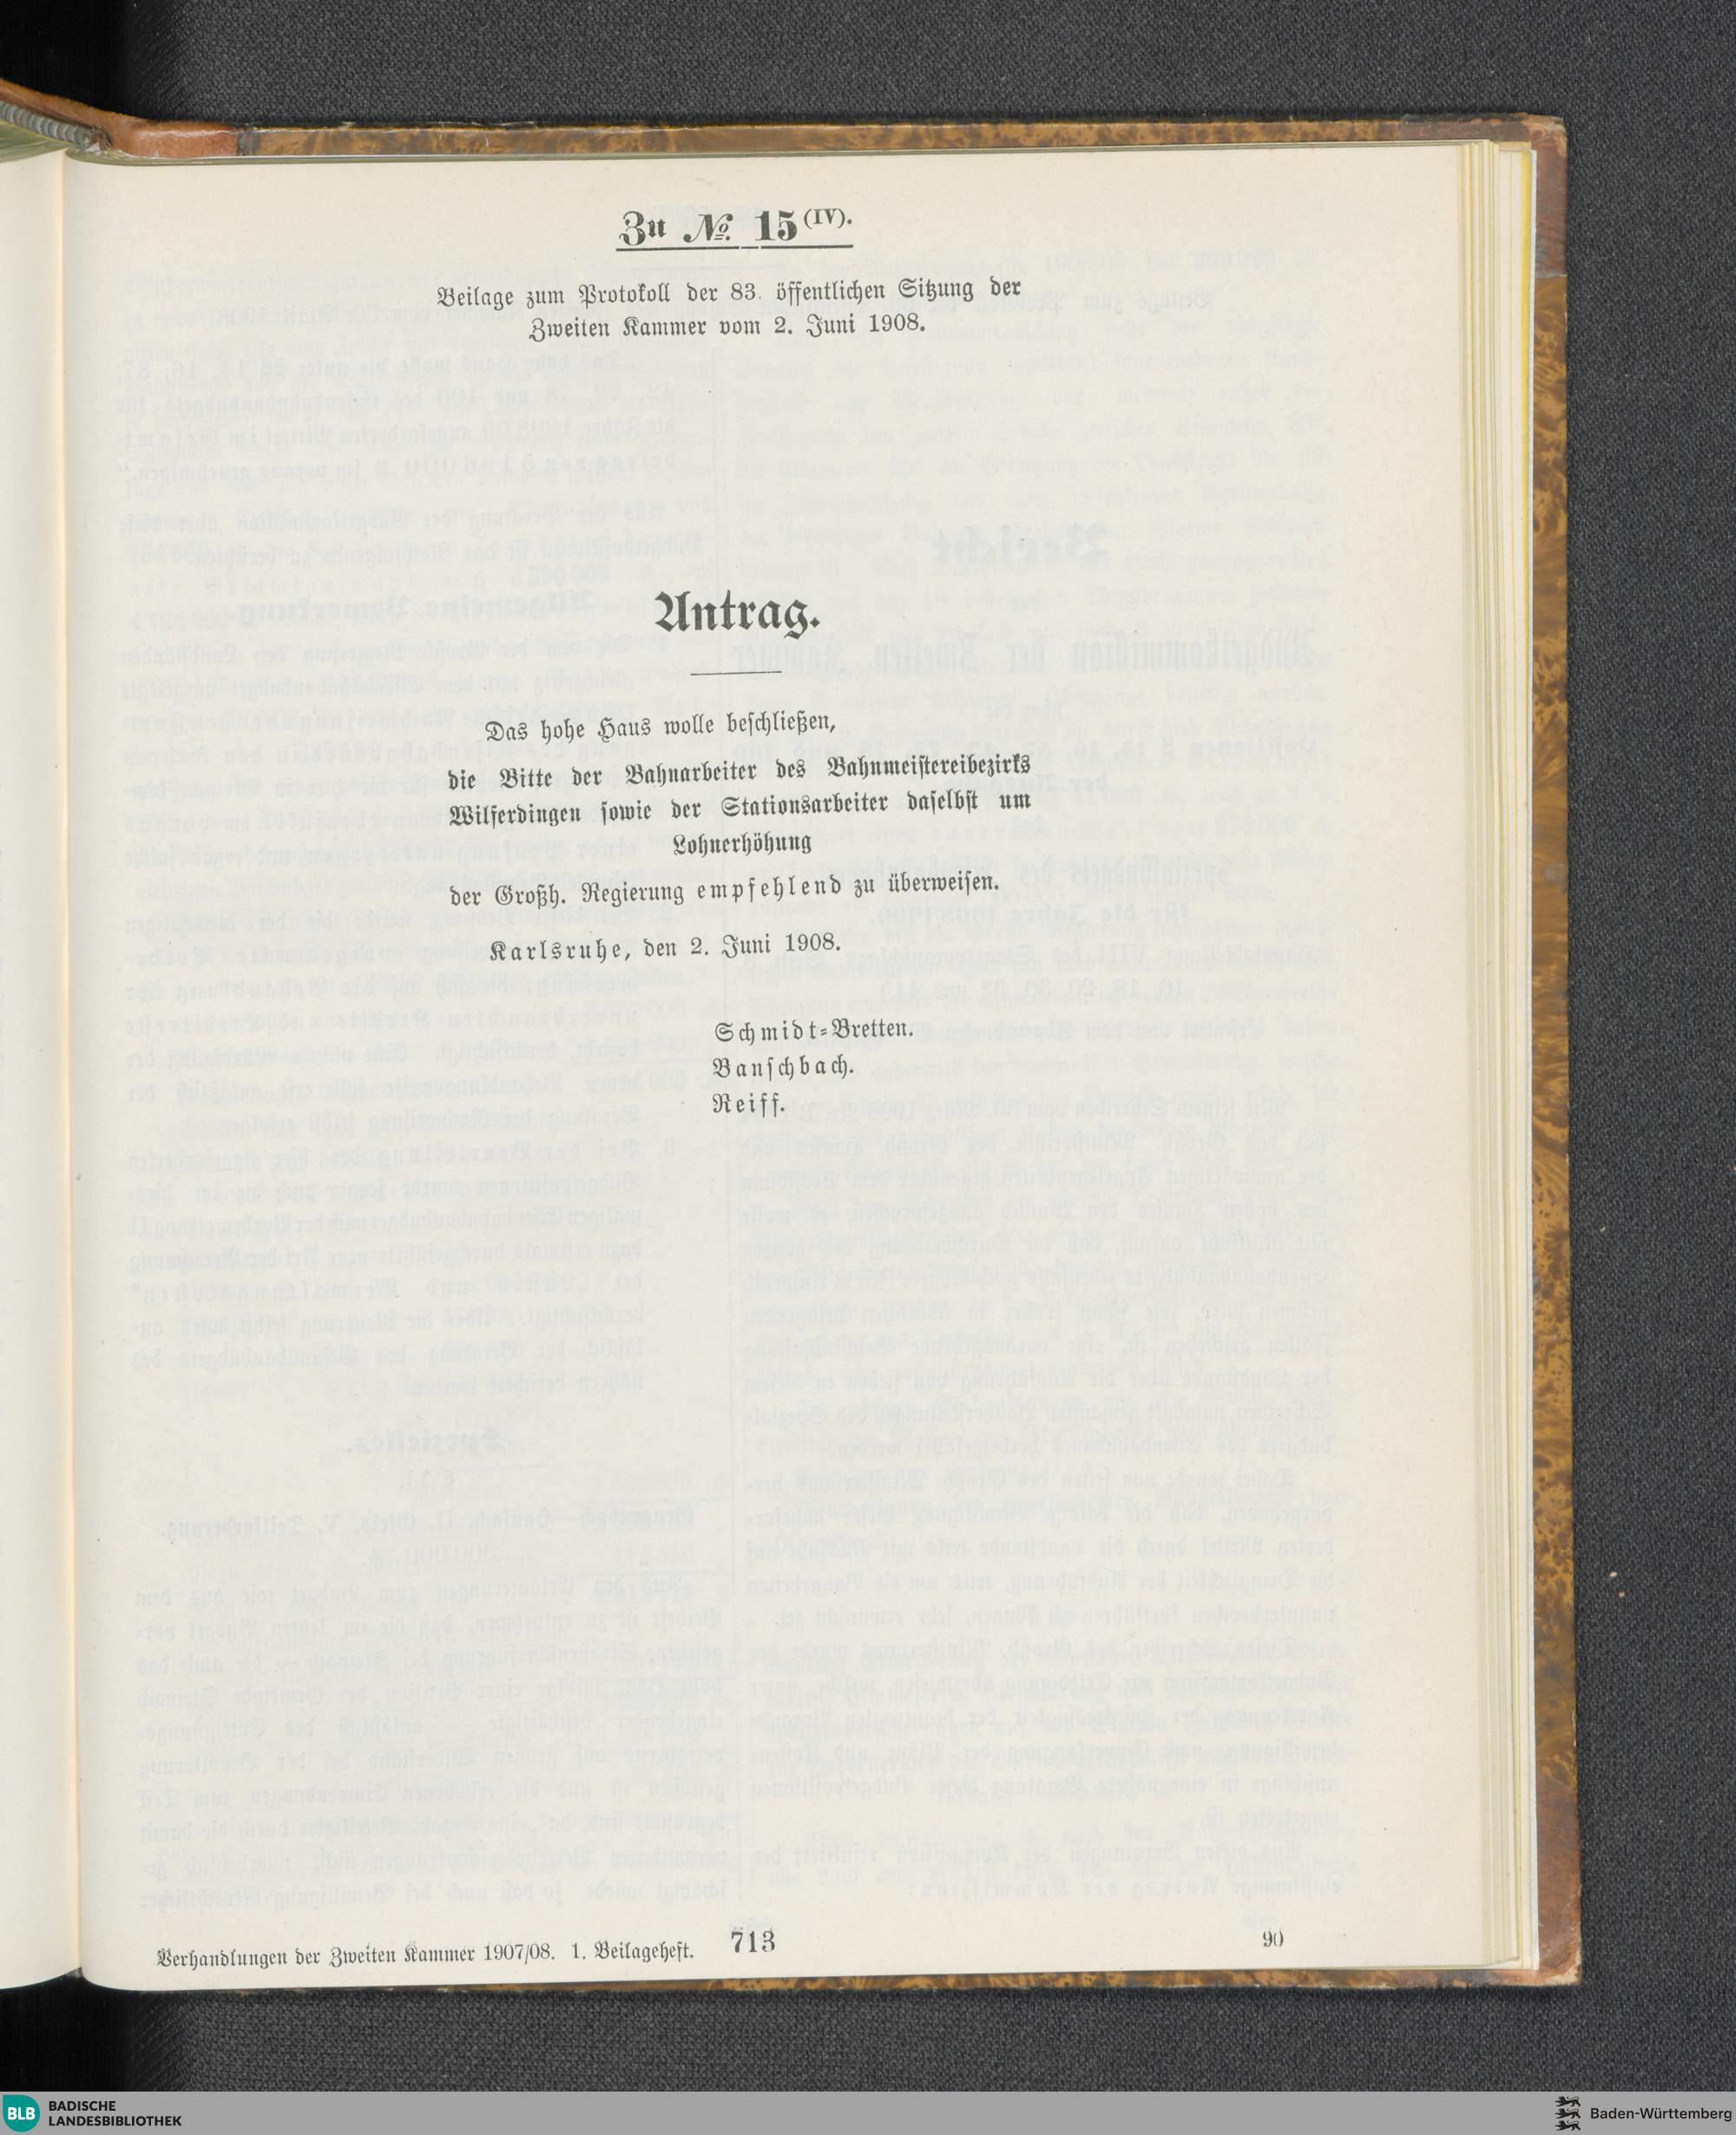 Zu № 15 (IV).
Beilage zum Protokoll der 83. öffentlichen Sitzung der
Zweiten Kammer vom 2. Juni 1908.
Antrag.
Das hohe Haus wolle beschließen,
die Bitte der Bahnarbeiter des Bahnmeistereibezirks
Wilferdingen sowie der Stationsarbeiter daselbst um
Lohnerhöhung
der Großh. Regierung empfehlend zu überweisen.
Karlsruhe, den 2. Juni 1908.
Schmidt-Bretten.
Banschbach.
Reiff.
Verhandlungen der Zweiten Kammer 1907/08. 1. Beilageheft.
713
90
BLB
BADISCHE
LANDESBIBLIOTHEK
Baden-Württemberg